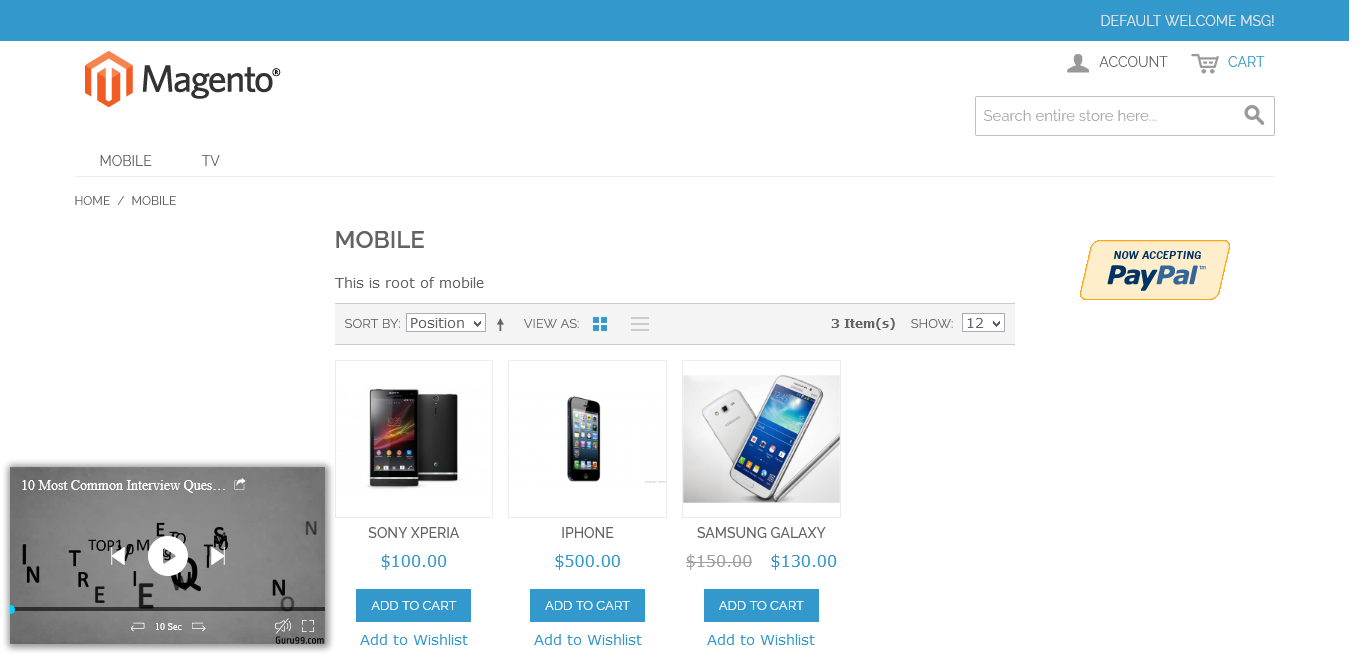 DEFAULT WELCOME MSG!
Magento®
ACCOUNT
CART
Search entire store here...
MOBILE TV
HOME / MOBILE
MOBILE
NOW ACCEPTING
PayPal™
This is root of mobile
SORT BY: Position
VIEW AS:
3 Item(s) SHOW: 12
SONY XPERIA
$100.00
ADD TO CART
Add to Wishlist
IPHONE
$500.00
ADD TO CART
Add to Wishlist
SAMSUNG GALAXY
$150.00 $130.00
ADD TO CART
Add to Wishlist
10 Most Common Interview Ques...
10 Sec
Guru99.com